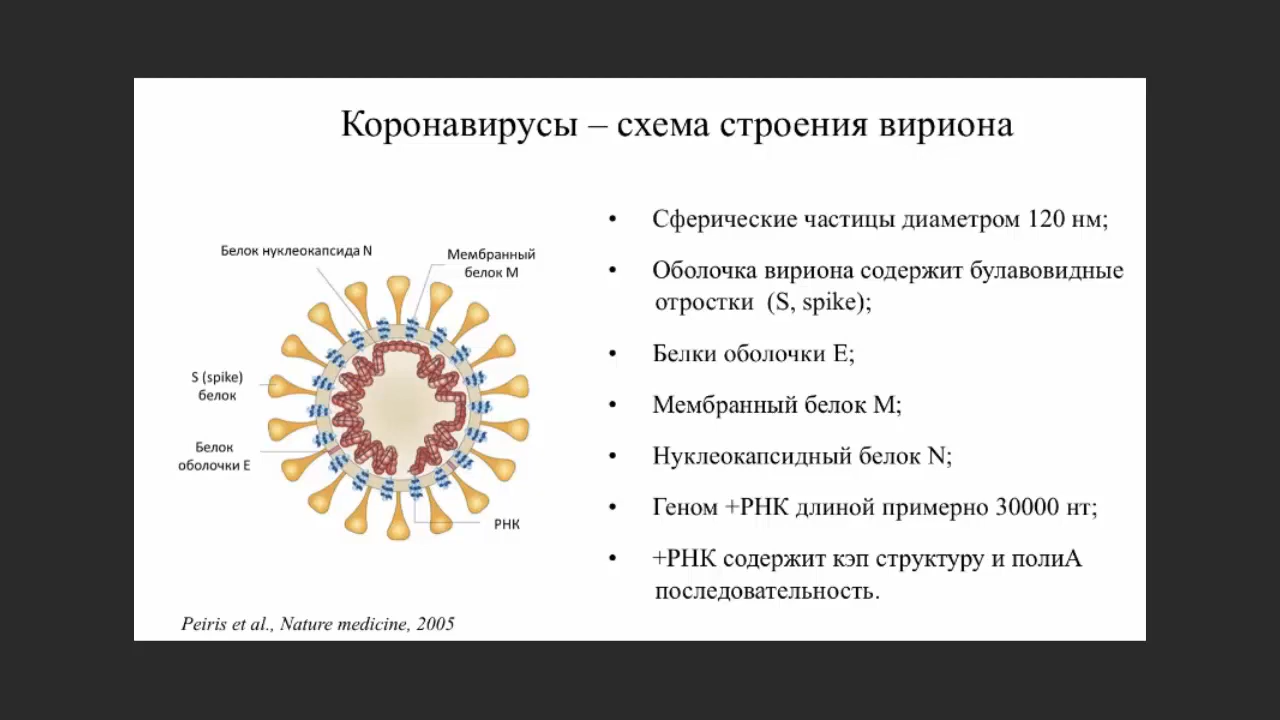 Коронавирусы – схема строения вириона
Белок нуклеокапсида N
Мембранный
белок M
S (spike)
белок
Белок
оболочки E
РНК
Peiris et al., Nature medicine, 2005
• Сферические частицы диаметром 120 нм;
• Оболочка вириона содержит булавовидные
отростки (S, spike);
• Белки оболочки E;
• Мембранный белок M;
• Нуклеокапсидный белок N;
• Геном +РНК длиной примерно 30000 нт;
• +РНК содержит кэп структуру и полиА
последовательность.